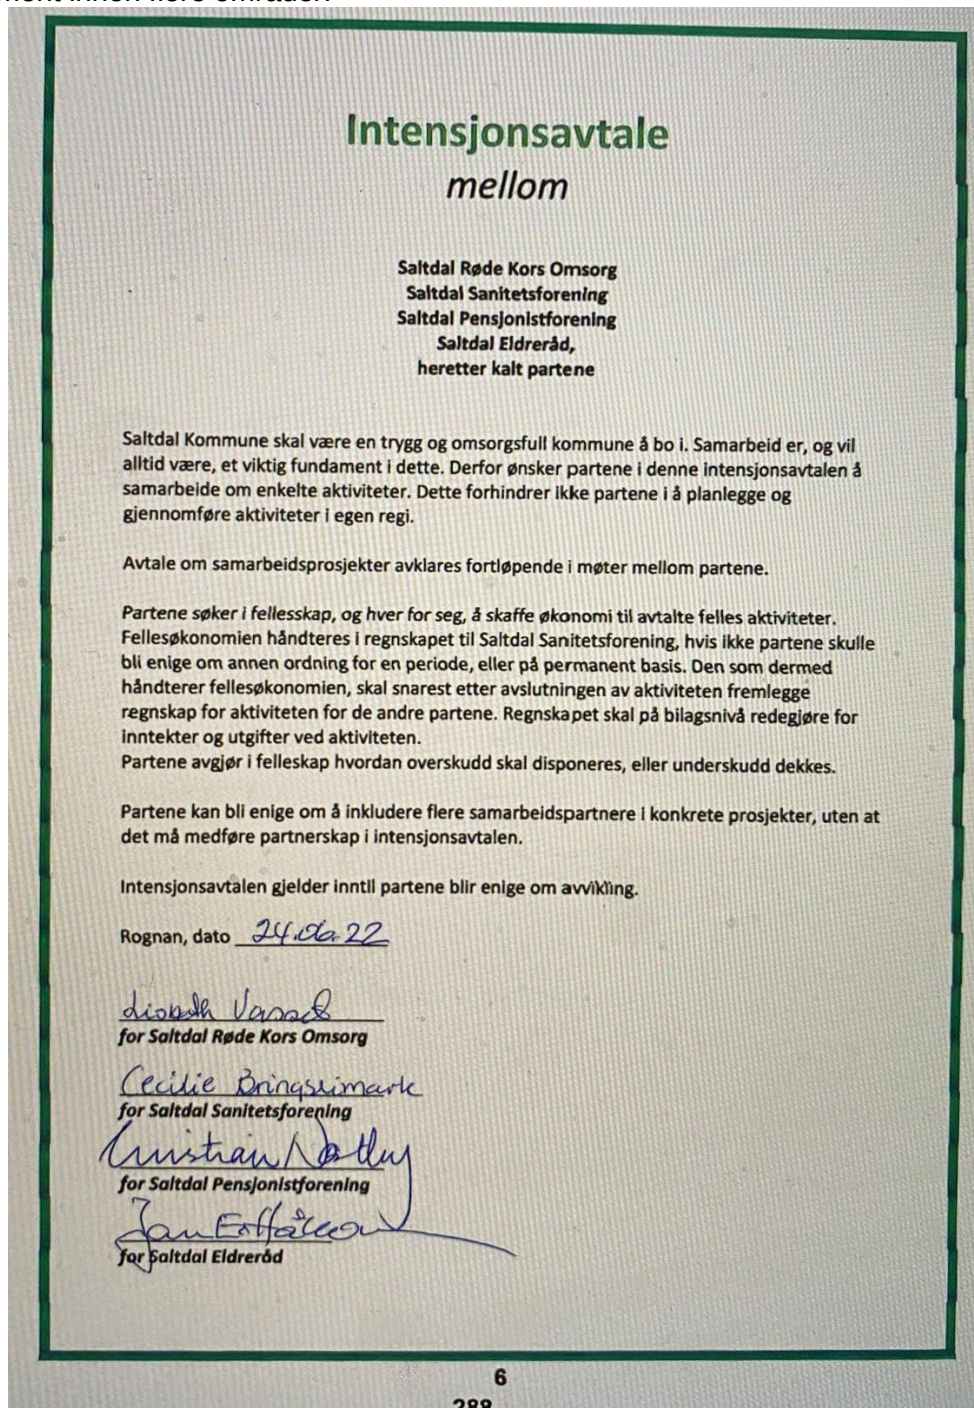 innen flere områder.
Intensjonsavtale
mellom
Saltdal Røde Kors Omsorg
Saltdal Sanitetsforening
Saltdal Pensjonistforening
Saltdal Eldreråd,
heretter kalt partene
Saltdal Kommune skal være en trygg og omsorgsfull kommune å bo i. Samarbeid er, og vil
alltid være, et viktig fundament i dette. Derfor ønsker partene i denne intensjonsavtalen å
samarbeide om enkelte aktiviteter. Dette forhindrer ikke partene i å planlegge og
gjennomføre aktiviteter i egen regi.
Avtale om samarbeidsprosjekter avklares fortløpende i møter mellom partene.
Partene søker i fellesskap, og hver for seg, å skaffe økonomi til avtalte felles aktiviteter.
Fellesøkonomien håndteres i regnskapet til Saltdal Sanitetsforening, hvis ikke partene skulle
bli enige om annen ordning for en periode, eller på permanent basis. Den som dermed
håndterer fellesøkonomien, skal snarest etter avslutningen av aktiviteten fremlegge
regnskap for aktiviteten for de andre partene. Regnskapet skal på bilagsnivå redegjøre for
inntekter og utgifter ved aktiviteten.
Partene avgjør i felleskap hvordan overskudd skal disponeres, eller underskudd dekkes.
Partene kan bli enige om å inkludere flere samarbeidspartnere i konkrete prosjekter, uten at
det må medføre partnerskap i intensjonsavtalen.
Intensjonsavtalen gjelder inntil partene blir enige om avvikling.
Rognan, dato 24.06.22
for Saltdal Røde Kors Omsorg
Cecilie
for Saltdal Sanitetsforening
for Saltdal Pensjonistforening
Jan
for Saltdal Eldreråd
6
288